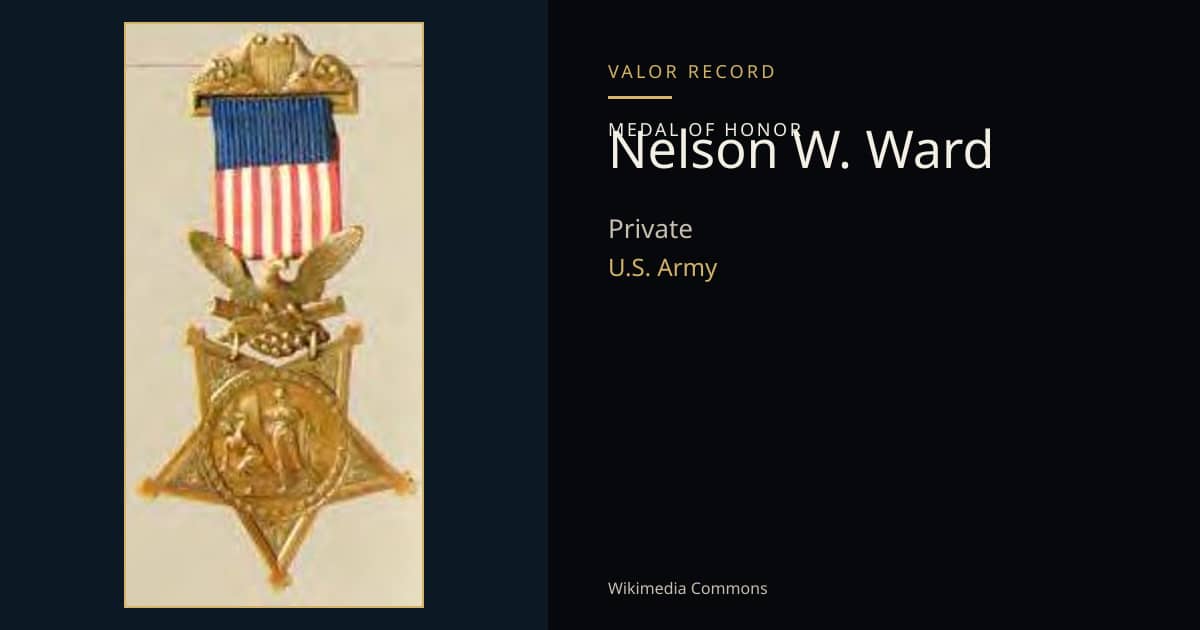 VALOR RECORD
MEDAL OF HONOR
Nelson W. Ward
Private
U.S. Army
Wikimedia Commons